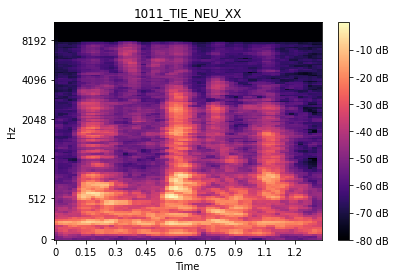 1011_TIE_NEU_XX
8192
4096
2048
1024
512
0
Hz
0 0.15 0.3 0.45 0.6 0.75 0.9 1.1 1.2
Time
-10 dB
-20 dB
-30 dB
-40 dB
-50 dB
-60 dB
-70 dB
-80 dB